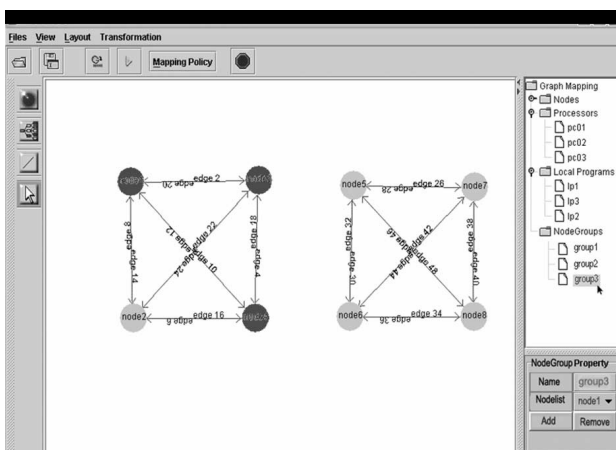 Files View Layout Transformation
Mapping Policy
edge 2
edge 20
edge 22
edge 12
edge 8
edge 14
edge 18
edge 4
edge 24
edge 10
node2
edge 16
edge 6
node5
edge 26
edge 28
node7
edge 32
edge 30
edge 42
edge 46
edge 38
edge 40
edge 44
edge 48
node6
edge 34
edge 36
node8
Graph Mapping
Nodes
Processors
pc01
pc02
pc03
Local Programs
lp1
lp3
lp2
NodeGroups
group1
group2
group3
NodeGroup Property
Name group3
Nodelist node1
Add Remove